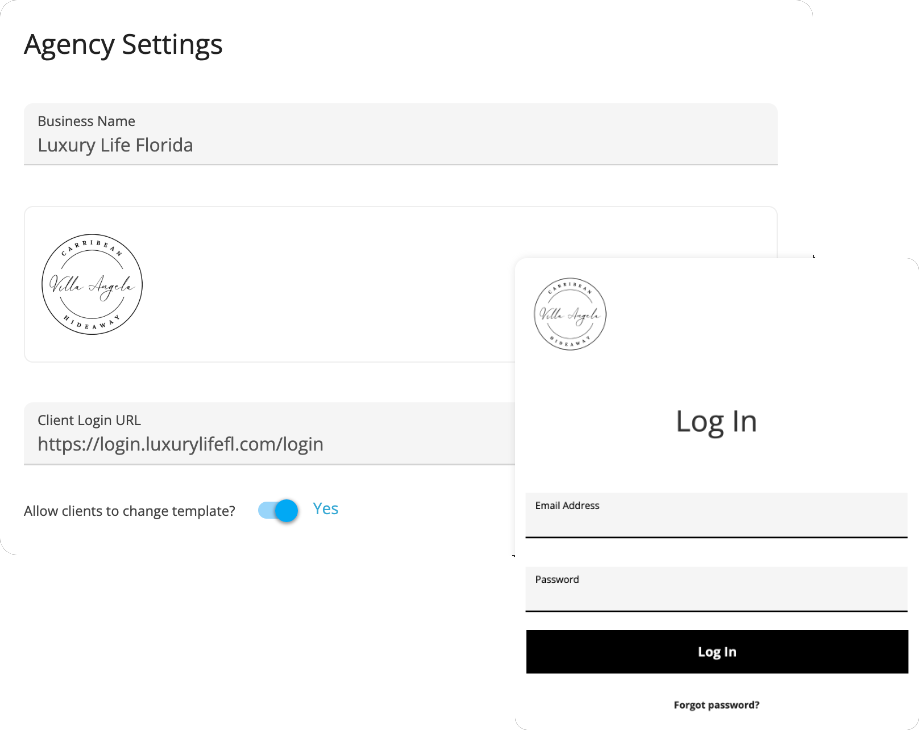 Agency Settings
Business Name
Luxury Life Florida
CARRIBEAN
Villa Angela
HIDEAWAY
Client Login URL
https://login.luxurylifefl.com/login
Allow clients to change template?
Yes
CARRIBEAN
Villa Angela
HIDEAWAY
Log In
Email Address
Password
Log In
Forgot password?